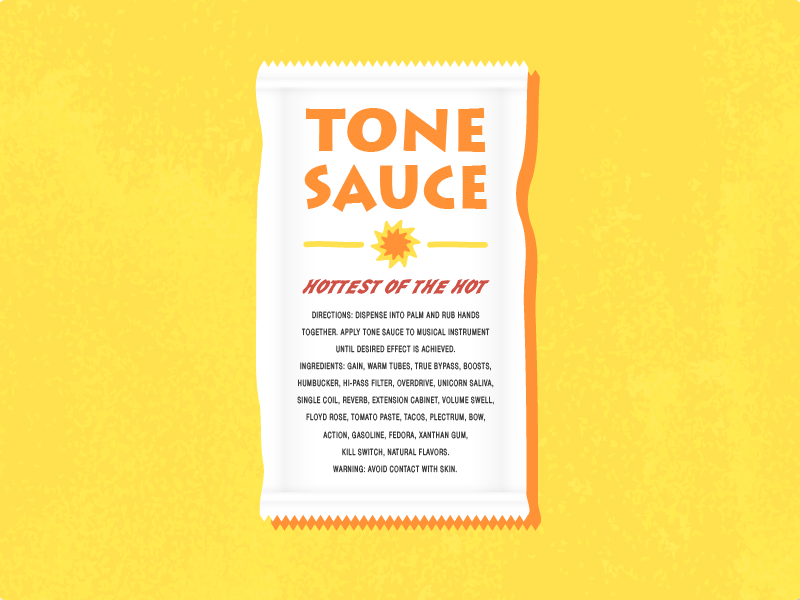 TONE
SAUCE
HOTTEST OF THE HOT
DIRECTIONS: DISPENSE INTO PALM AND RUB HANDS
TOGETHER. APPLY TONE SAUCE TO MUSICAL INSTRUMENT
UNTIL DESIRED EFFECT IS ACHIEVED.
INGREDIENTS: GAIN, WARM TUBES, TRUE BYPASS, BOOSTS,
HUMBUCKER, HI-PASS FILTER, OVERDRIVE, UNICORN SALIVA,
SINGLE COIL, REVERB, EXTENSION CABINET, VOLUME SWELL,
FLOYD ROSE, TOMATO PASTE, TACOS, PLECTRUM, BOW,
ACTION, GASOLINE, FEDORA, XANTHAN GUM,
KILL SWITCH, NATURAL FLAVORS.
WARNING: AVOID CONTACT WITH SKIN.